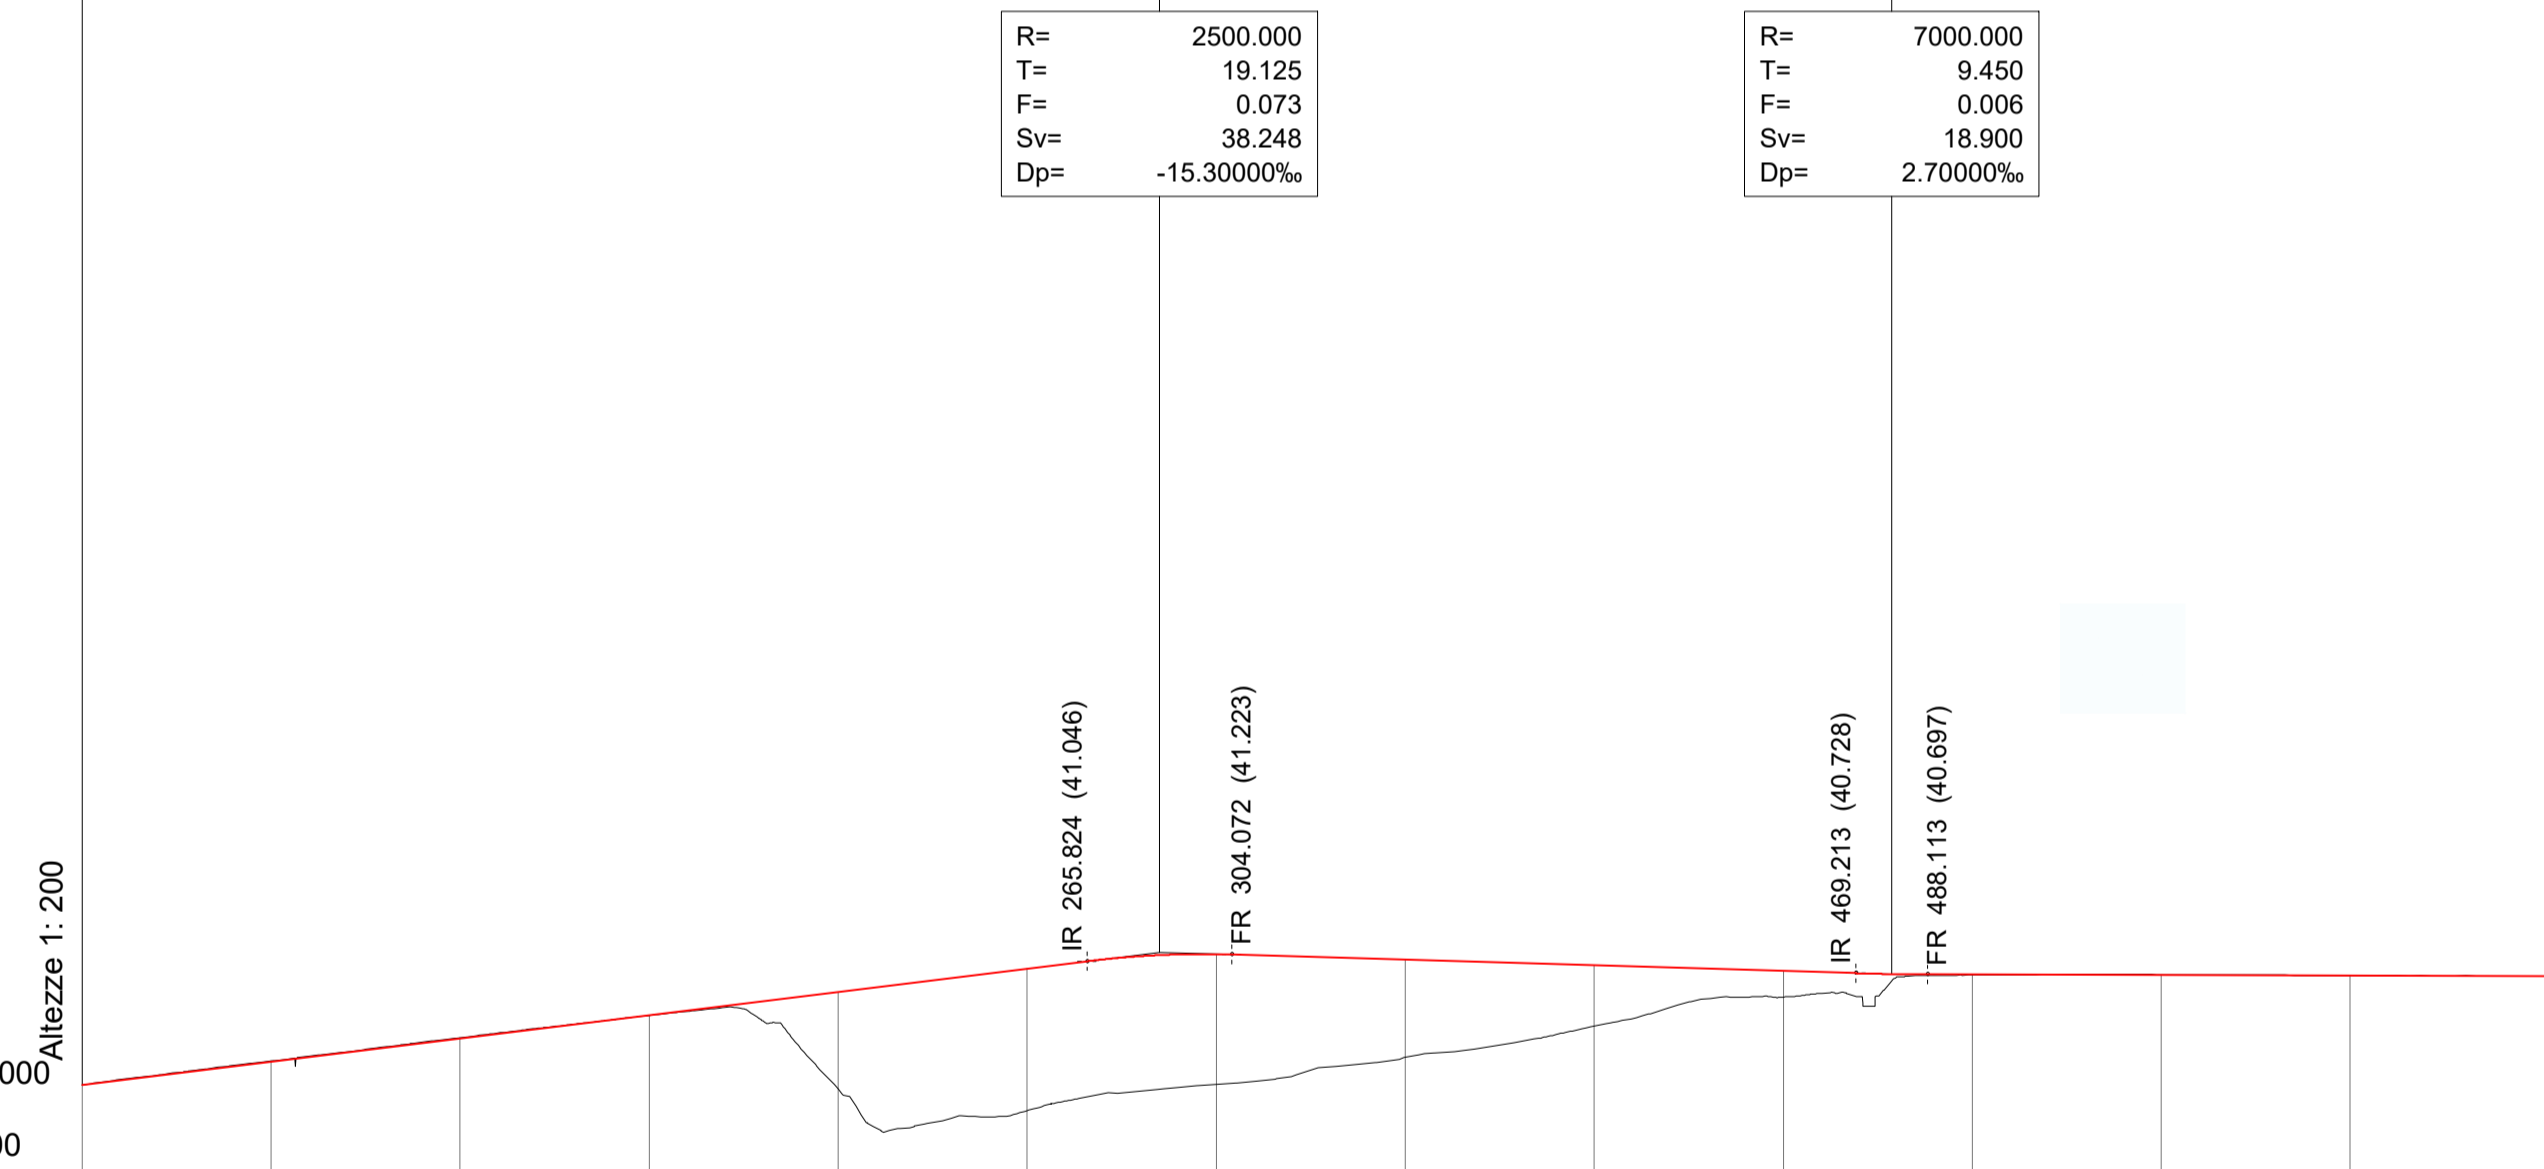 R= 2500.000
T= 19.125
F= 0.073
Sv= 38.248
Dp= -15.30000‰
R= 7000.000
T= 9.450
F= 0.006
Sv= 18.900
Dp= 2.70000‰
IR 265.824 (41.046)
FR 304.072 (41.223)
IR 469.213 (40.728)
FR 488.113 (40.697)
Altezze 1: 200
000